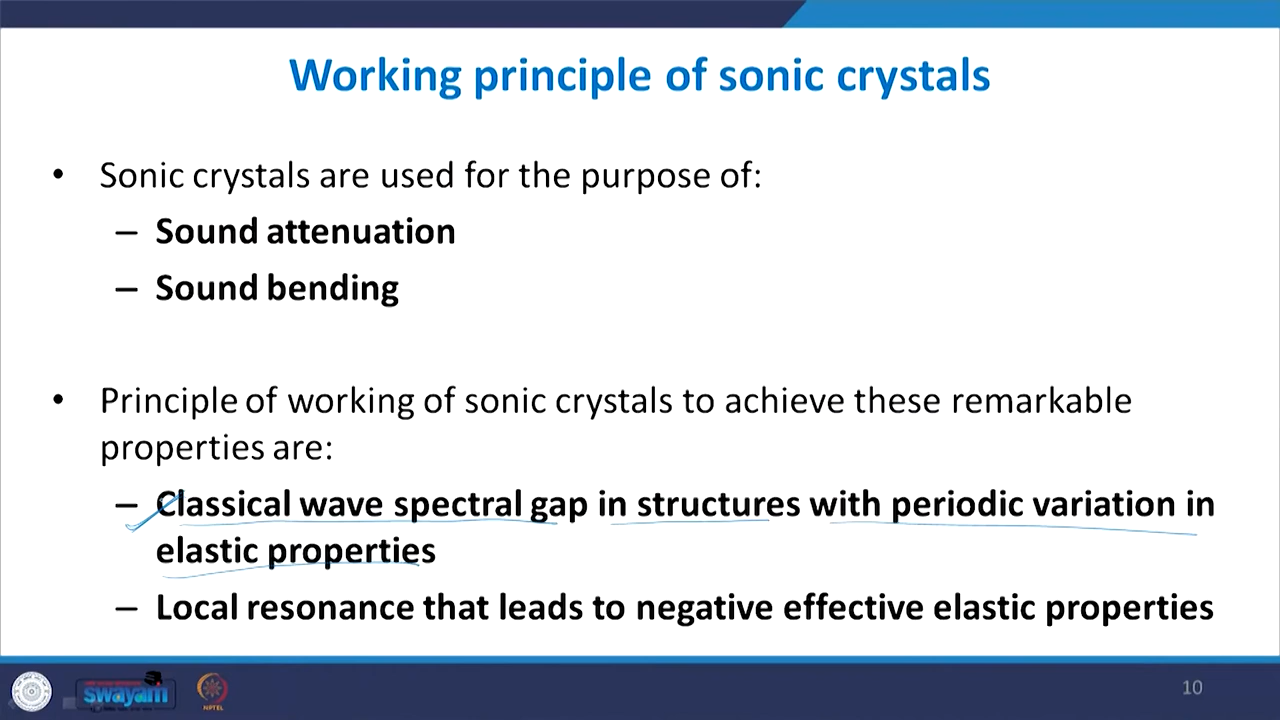 Working principle of sonic crystals
• Sonic crystals are used for the purpose of:
– Sound attenuation
– Sound bending
• Principle of working of sonic crystals to achieve these remarkable
properties are:
– Classical wave spectral gap in structures with periodic variation in
elastic properties
– Local resonance that leads to negative effective elastic properties
swayam
NPTEL
10